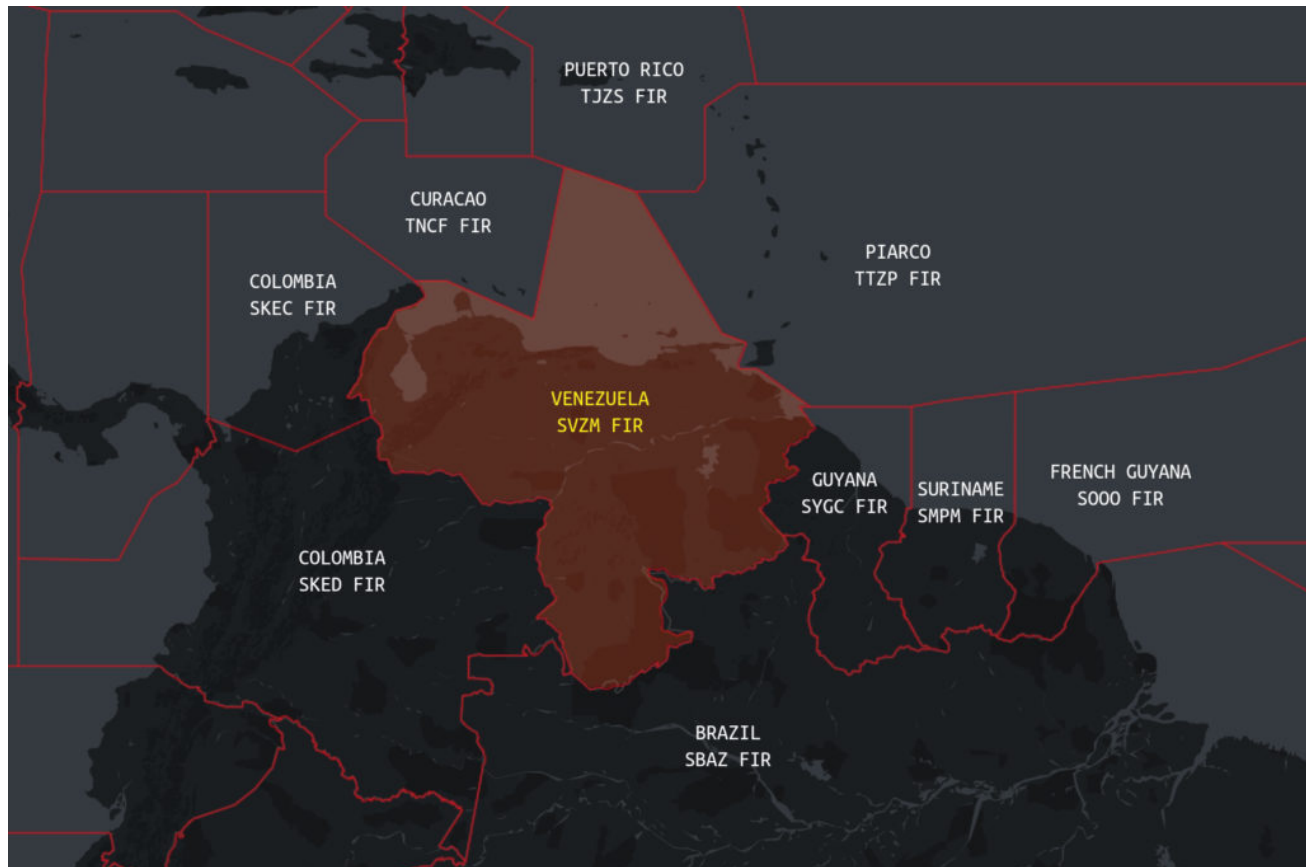 PUERTO RICO
TJZS FIR
CURACAO
TNCF FIR
PIARCO
TTZP FIR
COLOMBIA
SKEC FIR
VENEZUELA
SVZM FIR
GUYANA
SYGC FIR
SURINAME
SMPM FIR
FRENCH GUYANA
SOOO FIR
COLOMBIA
SKED FIR
BRAZIL
SBAZ FIR